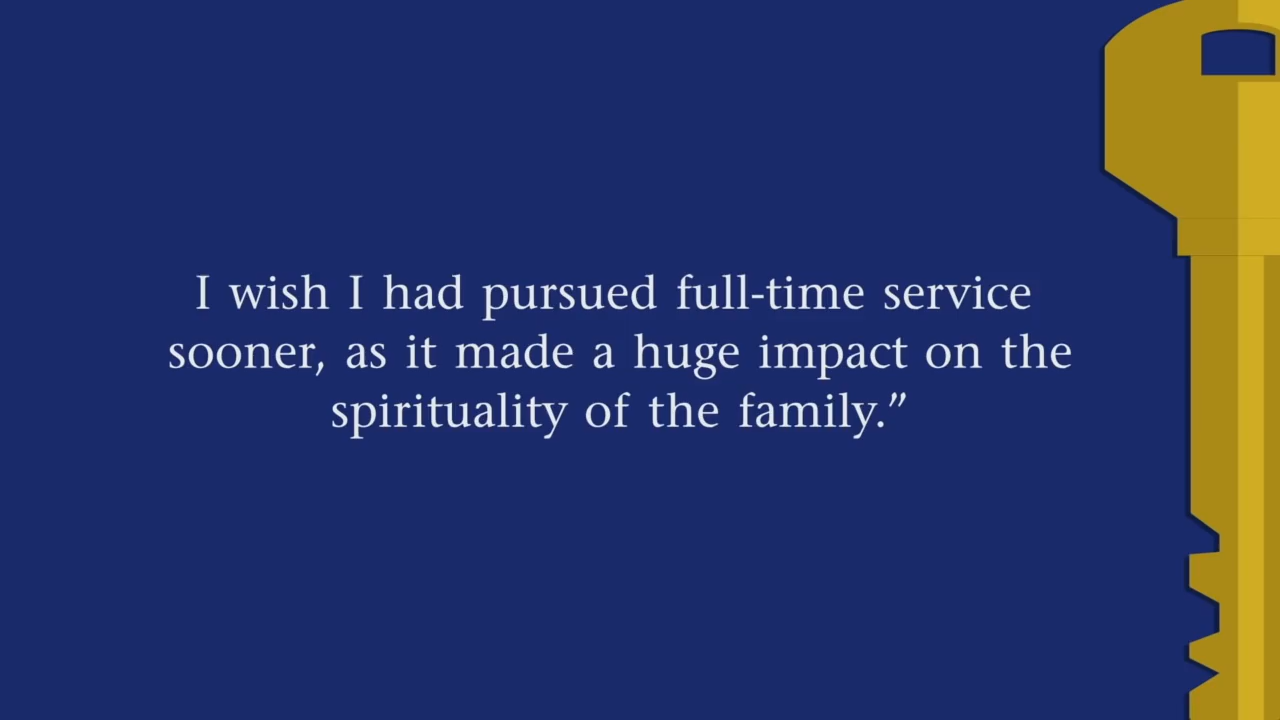 I wish I had pursued full-time service
sooner, as it made a huge impact on the
spirituality of the family.”